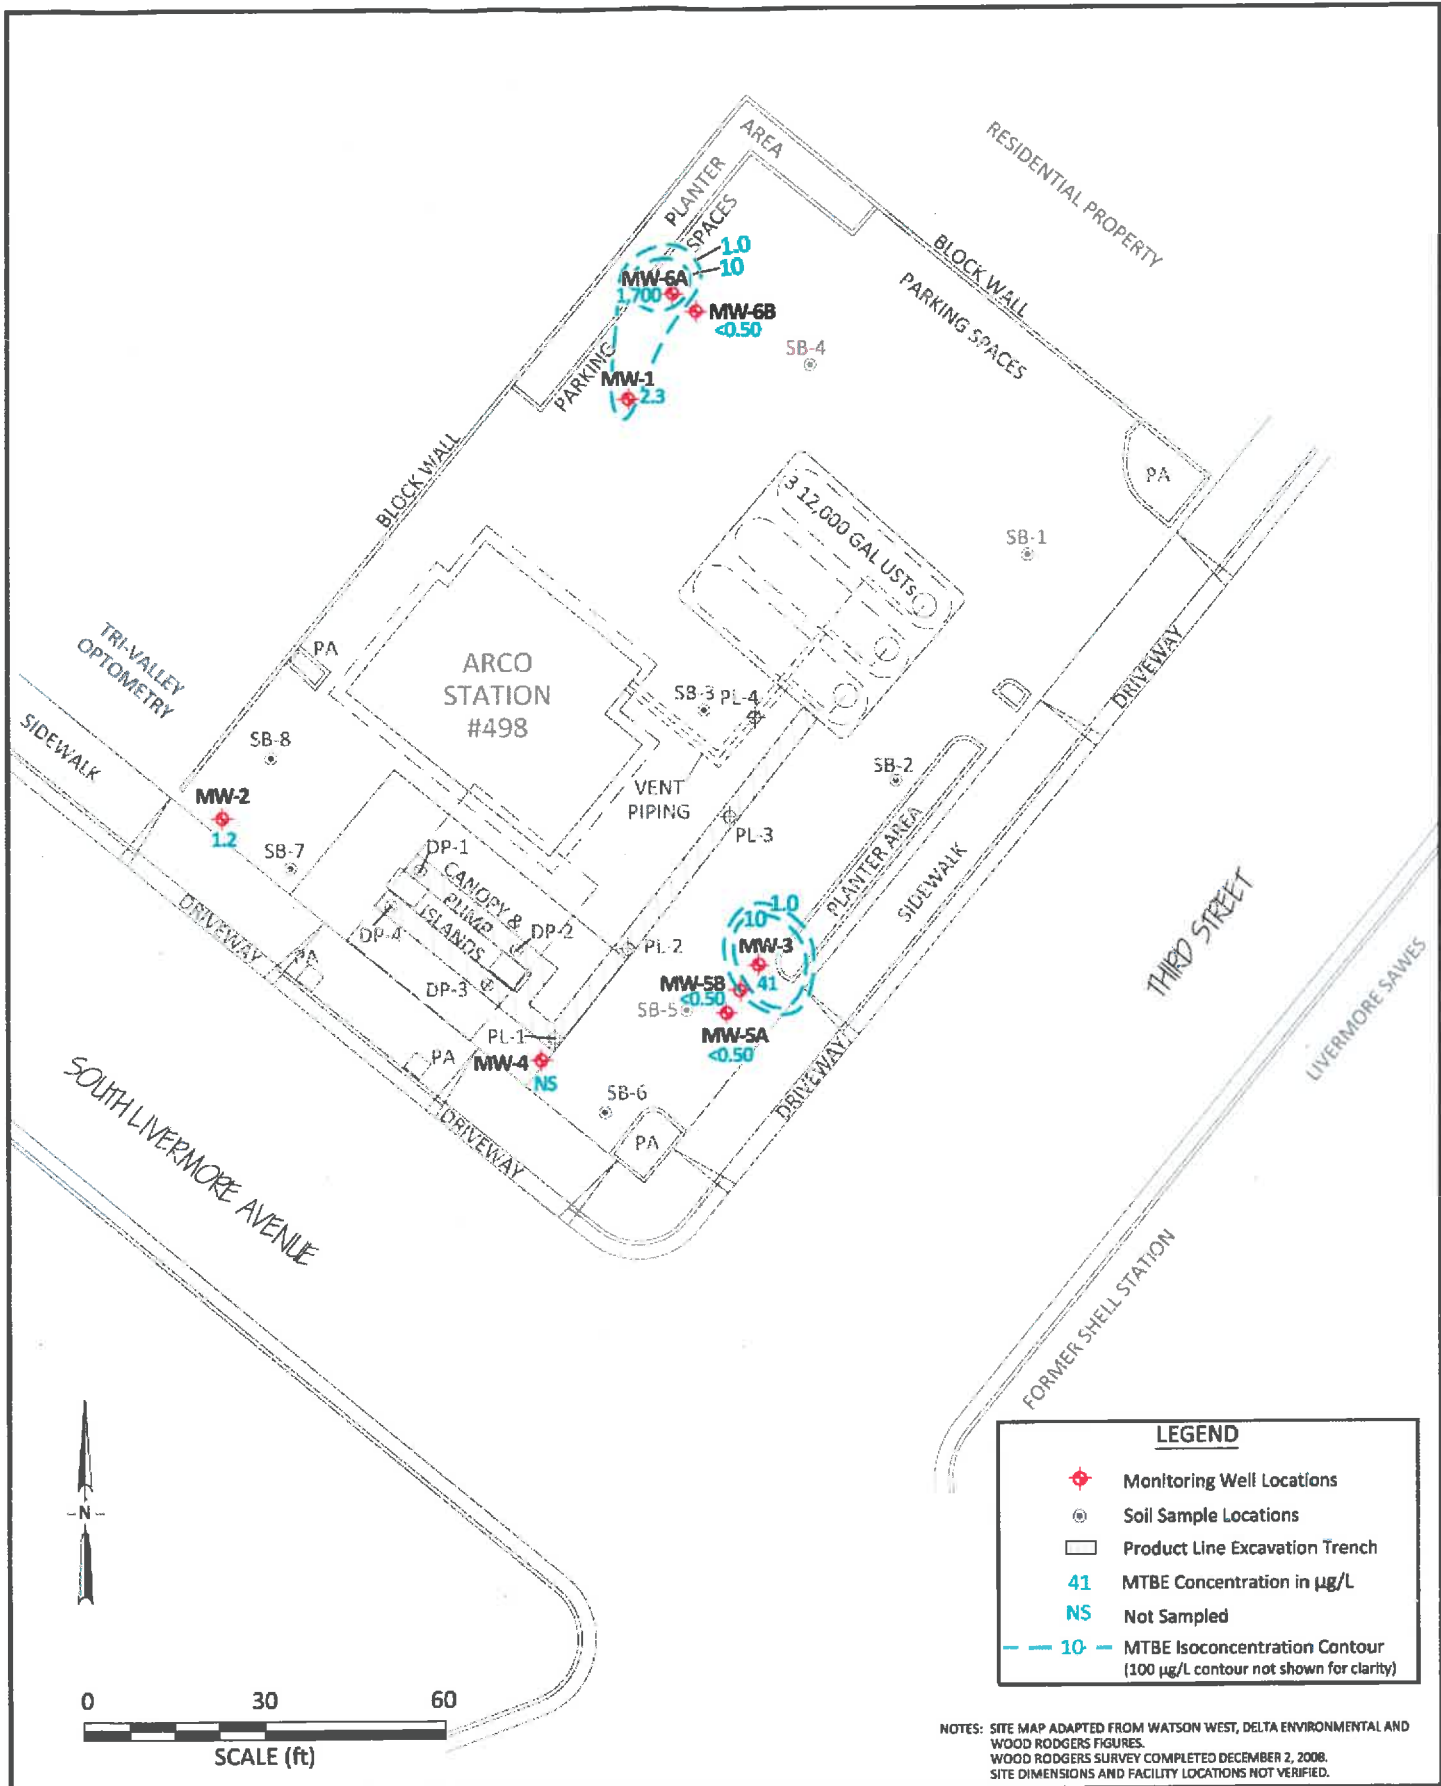 AREA
PLANTER
SPACES
RESIDENTIAL PROPERTY
1.0
10
MW-6A
1,700
MW-6B
<0.50
BLOCK WALL
PARKING SPACES
SB-4
PARKING
MW-1
2.3
BLOCK WALL
PA
3 12,000 GAL USTs
SB-1
TRI-VALLEY
OPTOMETRY
PA
ARCO
STATION
#498
SB-3
PL-4
DRIVEWAY
SIDEWALK
SB-8
VENT
PIPING
SB-2
MW-2
1.2
SB-7
PL-3
DP-1
CANOPY &
PUMP
ISLANDS
PLANTER AREA
SIDEWALK
DRIVEWAY
DP-4
DP-2
PL-2
1.0
10
MW-3
41
THIRD STREET
PA
DP-3
MW-5B
<0.50
SB-5
MW-5A
<0.50
LIVERMORE SAWES
PL-1
PA
MW-4
NS
DRIVEWAY
SB-6
DRIVEWAY
PA
SOUTH LIVERMORE AVENUE
FORMER SHELL STATION
-N-
0 30 60
SCALE (ft)
LEGEND
Monitoring Well Locations
Soil Sample Locations
Product Line Excavation Trench
41 MTBE Concentration in µg/L
NS Not Sampled
10 MTBE Isoconcentration Contour
(100 µg/L contour not shown for clarity)
NOTES: SITE MAP ADAPTED FROM WATSON WEST, DELTA ENVIRONMENTAL AND
WOOD RODGERS FIGURES.
WOOD RODGERS SURVEY COMPLETED DECEMBER 2, 2008.
SITE DIMENSIONS AND FACILITY LOCATIONS NOT VERIFIED.